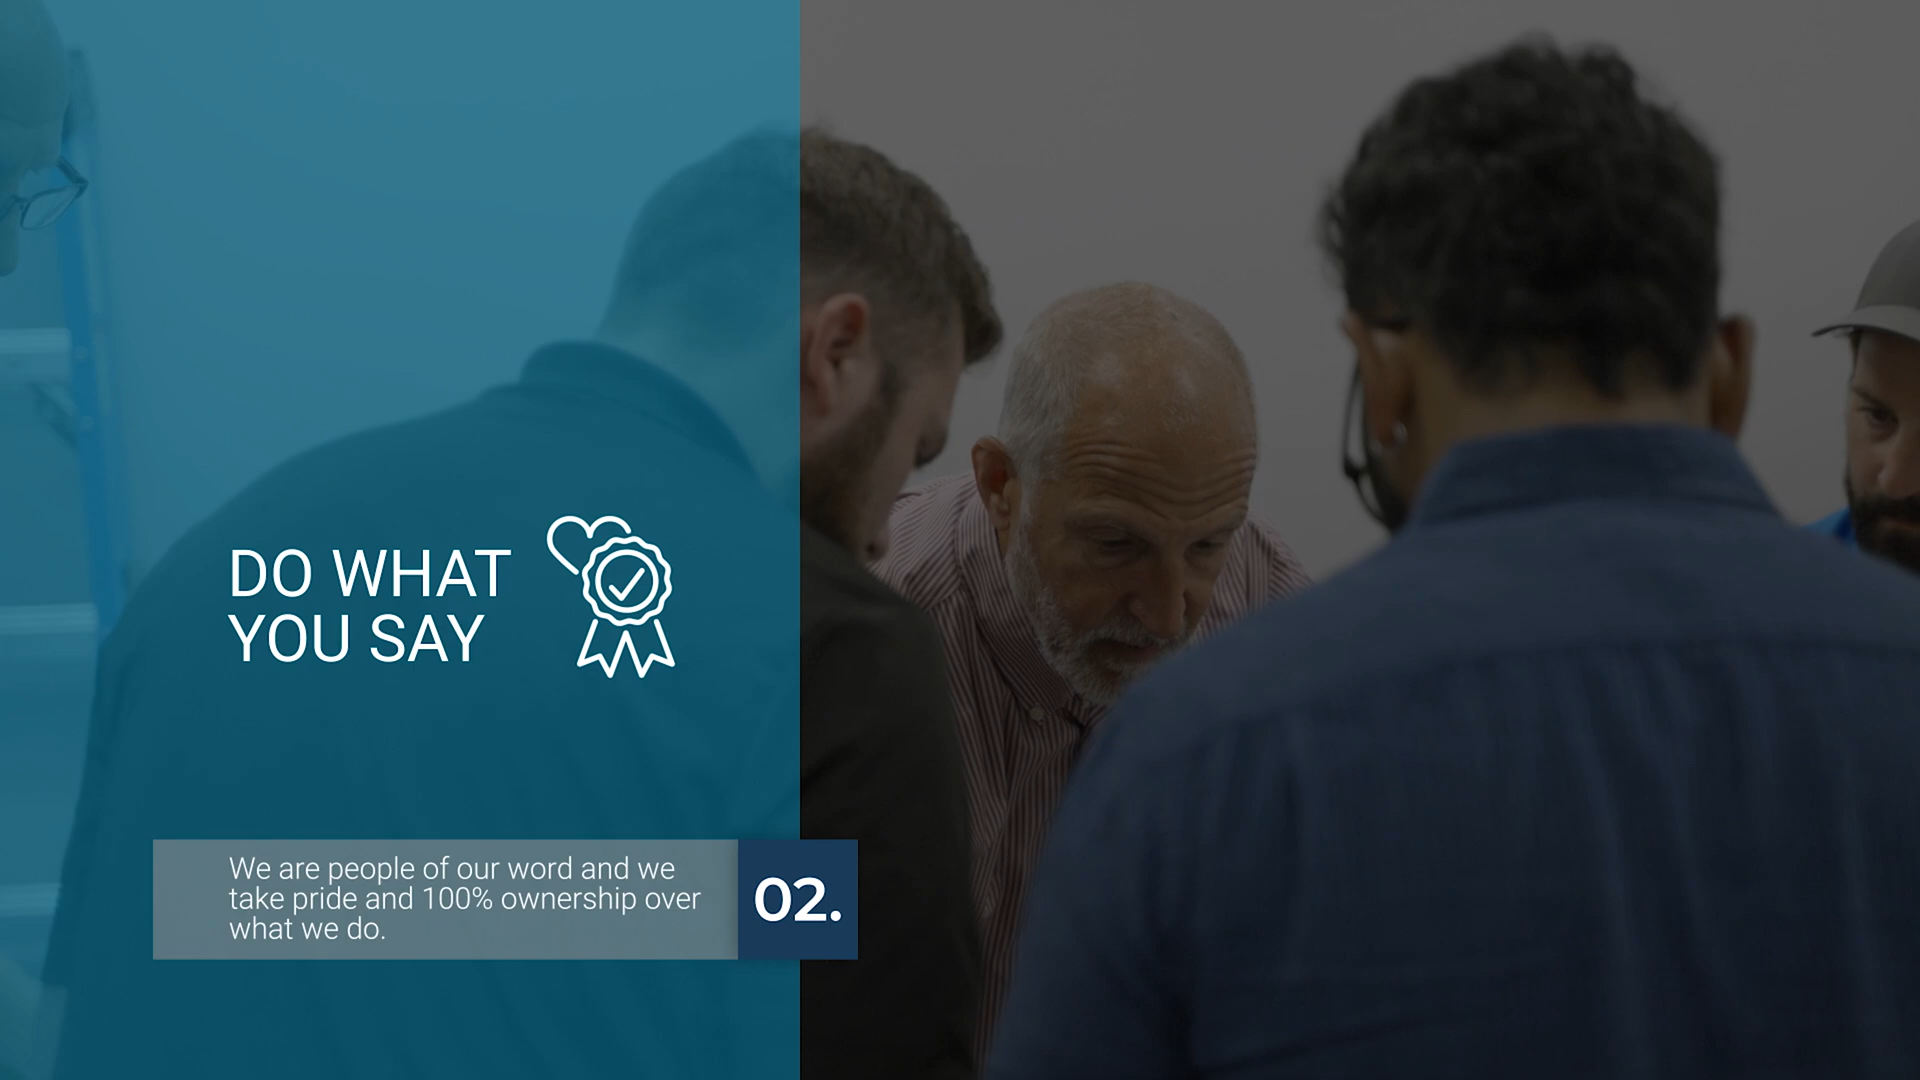 DO WHAT
YOU SAY
We are people of our word and we
take pride and 100% ownership over
what we do.
02.